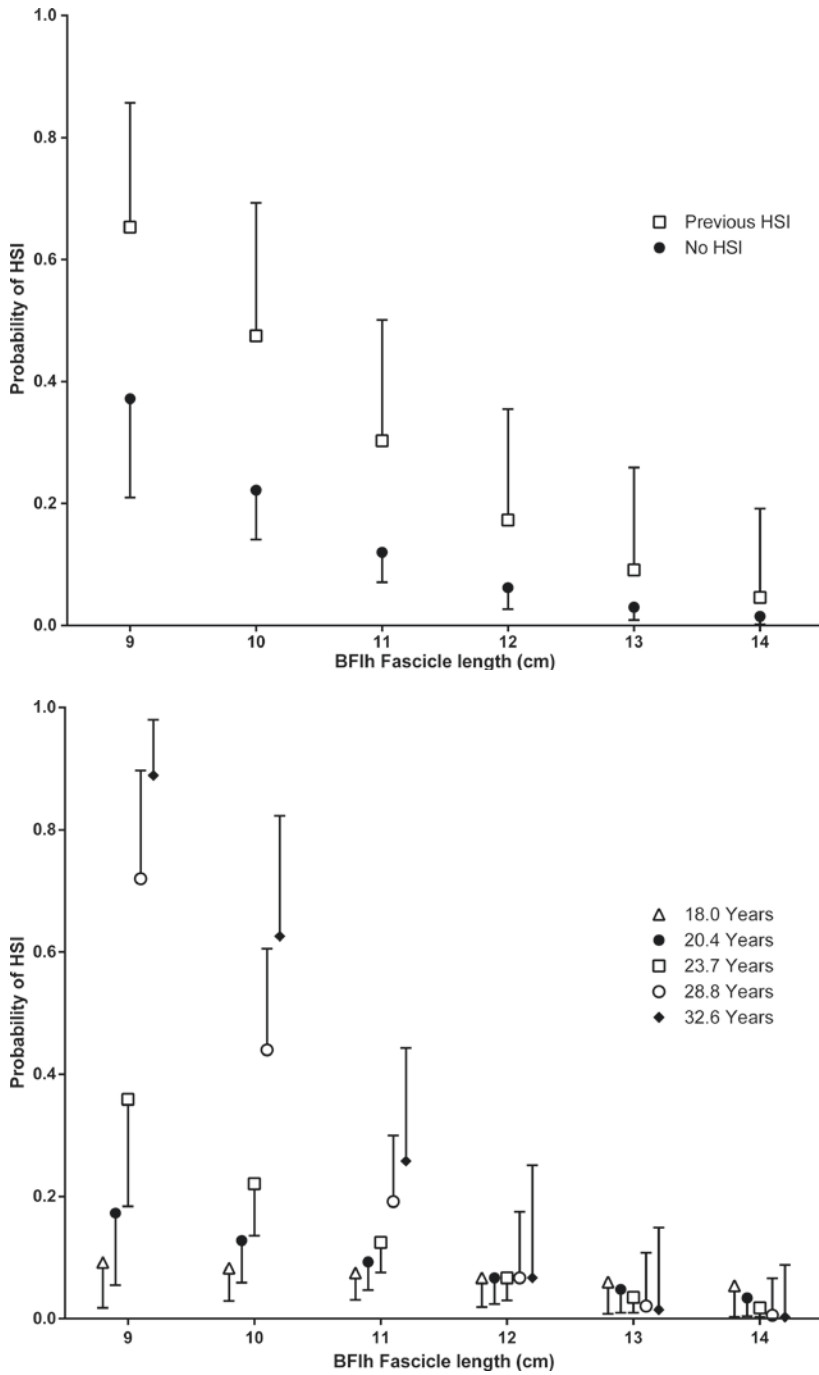 1.0
0.8
0.6
0.4
0.2
0.0
Probability of HSI
Previous HSI
No HSI
9 10 11 12 13 14
BFlh Fascicle length (cm)
1.0
0.8
0.6
0.4
0.2
0.0
Probability of HSI
18.0 Years
20.4 Years
23.7 Years
28.8 Years
32.6 Years
9 10 11 12 13 14
BFlh Fascicle length (cm)